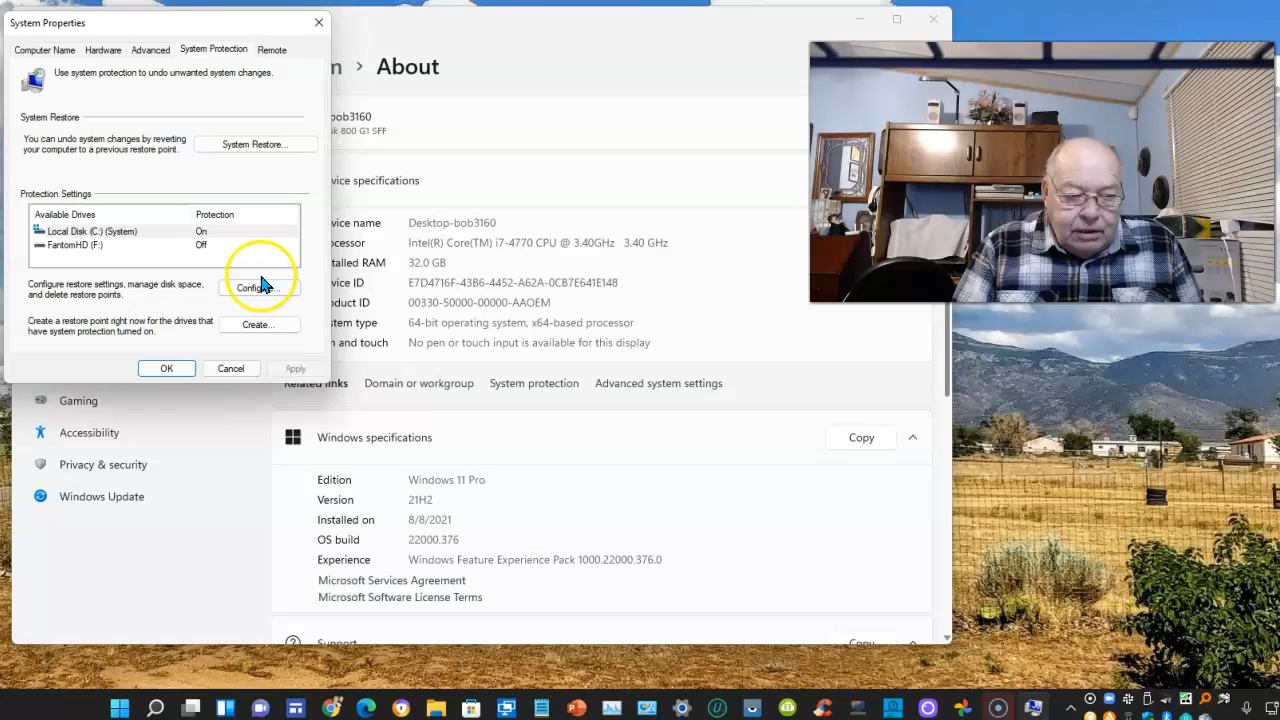 System Properties
Computer Name Hardware Advanced System Protection Remote
Use system protection to undo unwanted system changes.
System Restore
You can undo system changes by reverting
your computer to a previous restore point.
System Restore...
Protection Settings
Available Drives Protection
Local Disk (C:) (System) On
FantomHD (F:) Off
Configure restore settings, manage disk space,
and delete restore points.
Create a restore point right now for the drives that
have system protection turned on.
Create...
OK Cancel Apply
> About
bob3160
800 G1 SFF
specifications
name Desktop-bob3160
Intel(R) Core(TM) i7-4770 CPU @ 3.40GHz 3.40 GHz
RAM 32.0 GB
ID E7D4716F-43B6-4452-A62A-0CB7E641E148
ID 00330-50000-00000-AAOEM
type 64-bit operating system, x64-based processor
and touch No pen or touch input is available for this display
Related links Domain or workgroup System protection Advanced system settings
Gaming
Accessibility
Privacy & security
Windows Update
Windows specifications Copy
Edition Windows 11 Pro
Version 21H2
Installed on 8/8/2021
OS build 22000.376
Experience Windows Feature Experience Pack 1000.22000.376.0
Microsoft Services Agreement
Microsoft Software License Terms
Support Copy